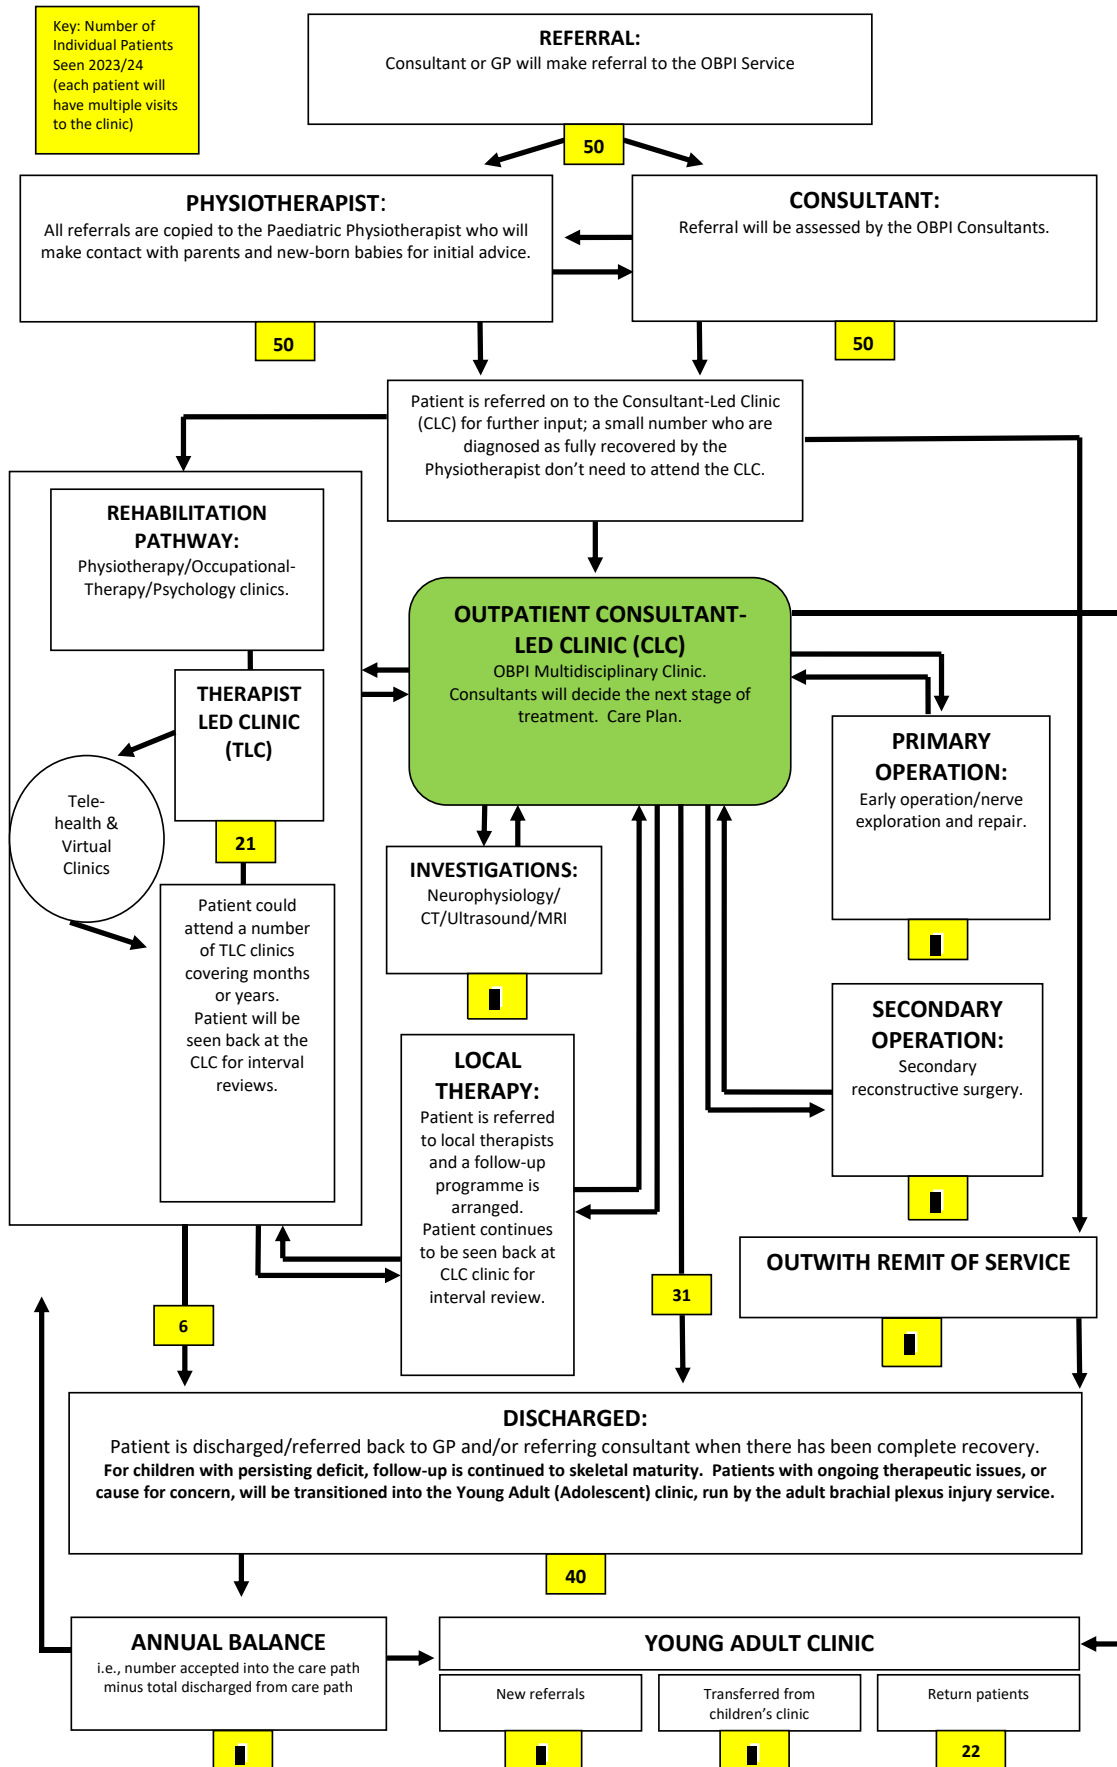 Key: Number of
Individual Patients
Seen 2023/24
(each patient will
have multiple visits
to the clinic)
REFERRAL:
Consultant or GP will make referral to the OBPI Service
50
PHYSIOTHERAPIST:
All referrals are copied to the Paediatric Physiotherapist who will
make contact with parents and new-born babies for initial advice.
50
CONSULTANT:
Referral will be assessed by the OBPI Consultants.
50
Patient is referred on to the Consultant-Led Clinic
(CLC) for further input; a small number who are
diagnosed as fully recovered by the
Physiotherapist don't need to attend the CLC.
REHABILITATION
PATHWAY:
Physiotherapy/Occupational-
Therapy/Psychology clinics.
THERAPIST
LED CLINIC
(TLC)
Tele-
health &
Virtual
Clinics
21
Patient could
attend a number
of TLC clinics
covering months
or years.
Patient will be
seen back at the
CLC for interval
reviews.
OUTPATIENT CONSULTANT-
LED CLINIC (CLC)
OBPI Multidisciplinary Clinic.
Consultants will decide the next stage of
treatment.  Care Plan.
PRIMARY
OPERATION:
Early operation/nerve
exploration and repair.
INVESTIGATIONS:
Neurophysiology/
CT/Ultrasound/MRI
SECONDARY
OPERATION:
Secondary
reconstructive surgery.
LOCAL
THERAPY:
Patient is referred
to local therapists
and a follow-up
programme is
arranged.
Patient continues
to be seen back at
CLC clinic for
interval review.
OUTWITH REMIT OF SERVICE
6
31
DISCHARGED:
Patient is discharged/referred back to GP and/or referring consultant when there has been complete recovery.
For children with persisting deficit, follow-up is continued to skeletal maturity.  Patients with ongoing therapeutic issues, or
cause for concern, will be transitioned into the Young Adult (Adolescent) clinic, run by the adult brachial plexus injury service.
40
ANNUAL BALANCE
i.e., number accepted into the care path
minus total discharged from care path
YOUNG ADULT CLINIC
New referrals
Transferred from
children's clinic
Return patients
22